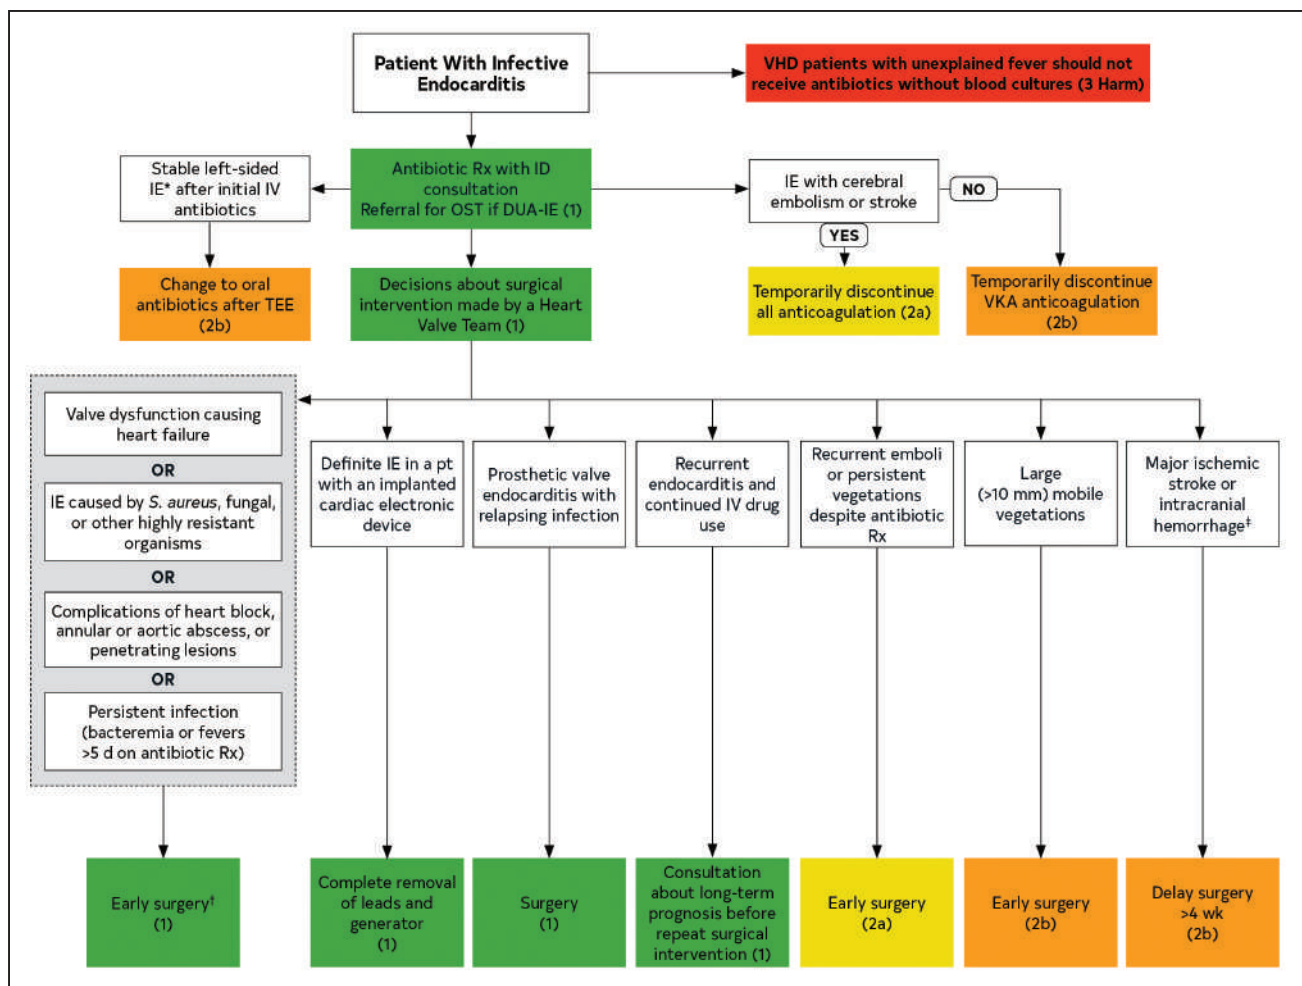 Patient With Infective
Endocarditis
VHD patients with unexplained fever should not
receive antibiotics without blood cultures (3 Harm)
Stable left-sided
IE* after initial IV
antibiotics
Antibiotic Rx with ID
consultation
Referral for OST if DUA-IE (1)
IE with cerebral
embolism or stroke
NO
YES
Change to oral
antibiotics after TEE
(2b)
Decisions about surgical
intervention made by a Heart
Valve Team (1)
Temporarily discontinue
all anticoagulation (2a)
Temporarily discontinue
VKA anticoagulation
(2b)
Valve dysfunction causing
heart failure
OR
IE caused by S. aureus, fungal,
or other highly resistant
organisms
OR
Complications of heart block,
annular or aortic abscess, or
penetrating lesions
OR
Persistent infection
(bacteremia or fevers
>5 d on antibiotic Rx)
Definite IE in a pt
with an implanted
cardiac electronic
device
Prosthetic valve
endocarditis with
relapsing infection
Recurrent
endocarditis and
continued IV drug
use
Recurrent emboli
or persistent
vegetations
despite antibiotic
Rx
Large
(>10 mm) mobile
vegetations
Major ischemic
stroke or
intracranial
hemorrhage‡
Early surgery†
(1)
Complete removal
of leads and
generator
(1)
Surgery
(1)
Consultation
about long-term
prognosis before
repeat surgical
intervention (1)
Early surgery
(2a)
Early surgery
(2b)
Delay surgery
>4 wk
(2b)